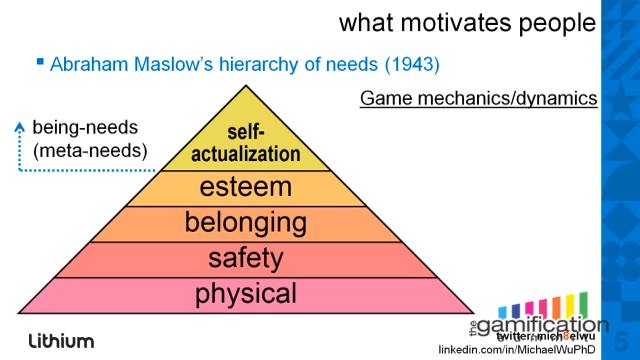 what motivates people
▪ Abraham Maslow's hierarchy of needs (1943)
Game mechanics/dynamics
being-needs
(meta-needs)
self-
actualization
esteem
belonging
safety
physical
the gamification
twitter: mich8elwu
linkedin.com/in/MichaelWuPhD
Lithium
5